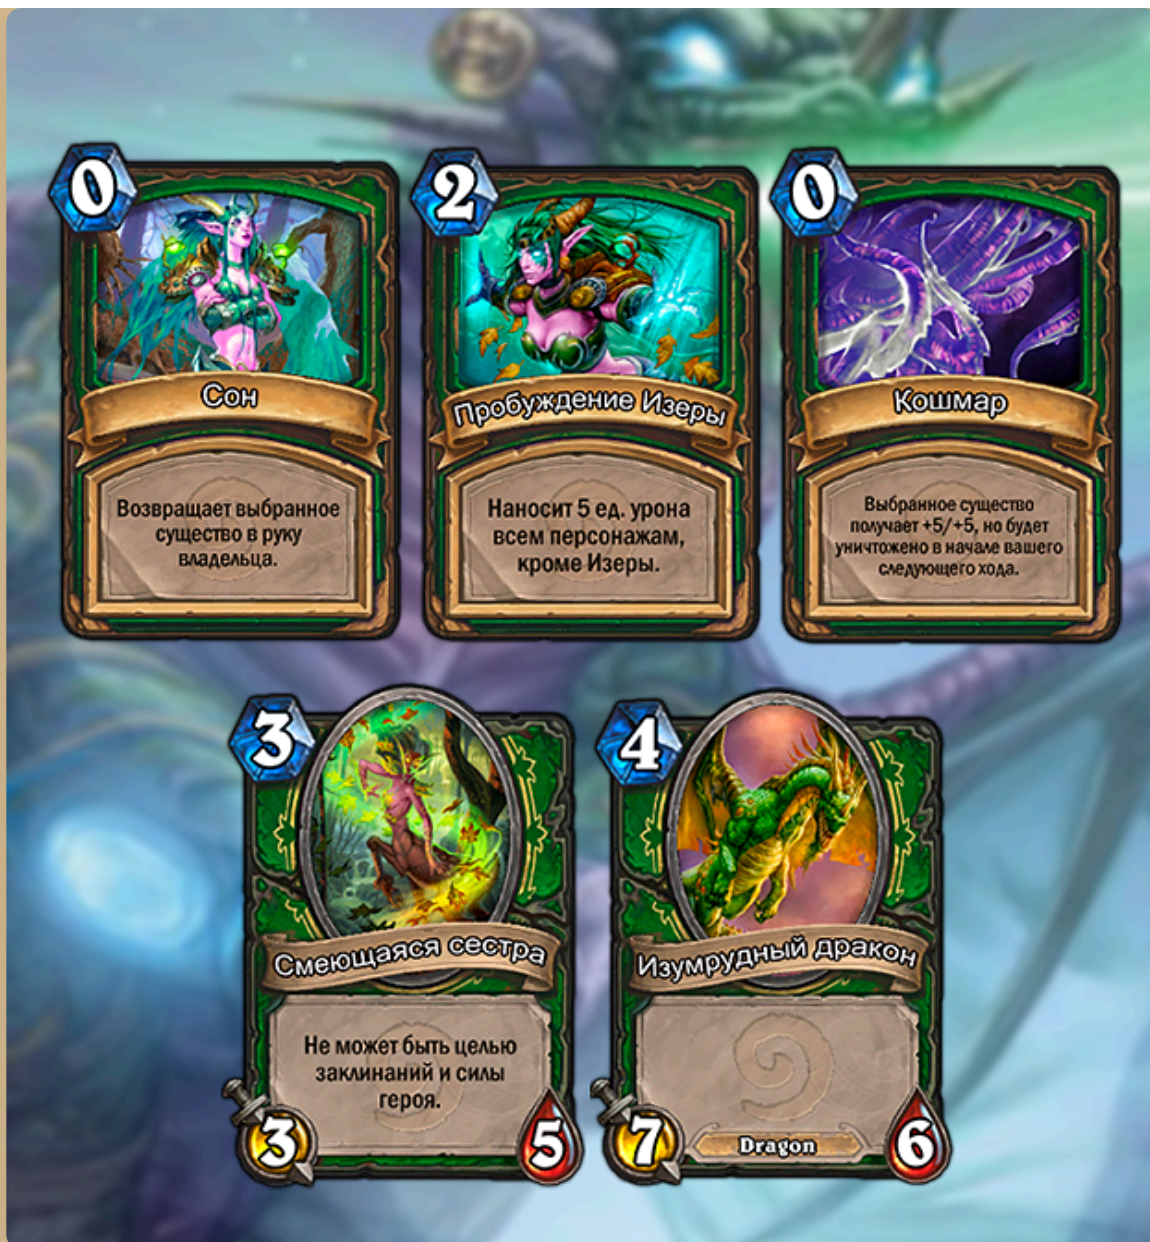 0
Сон
Возвращает выбранное
существо в руку
владельца.
2
Пробуждение Изеры
Наносит 5 ед. урона
всем персонажам,
кроме Изеры.
0
Кошмар
Выбранное существо
получает +5/+5, но будет
уничтожено в начале вашего
следующего хода.
3
Смеющаяся сестра
Не может быть целью
заклинаний и силы
героя.
3
5
4
Изумрудный дракон
7
Dragon
6